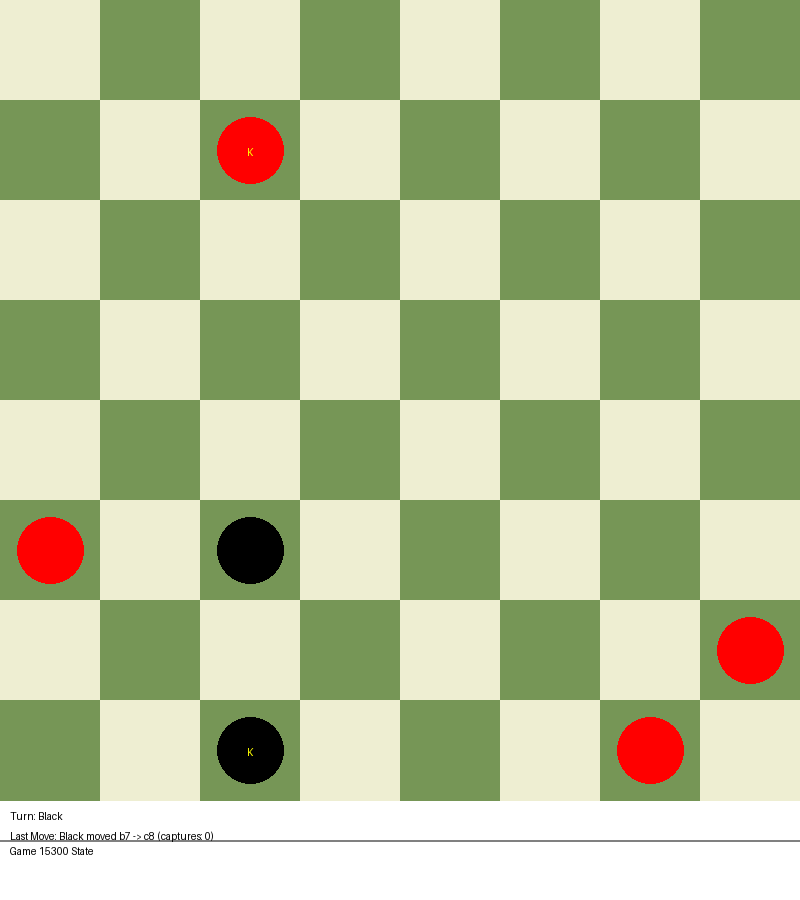 K
K
Turn: Black
Last Move: Black moved b7 -> c8 (captures: 0)
Game 15300 State